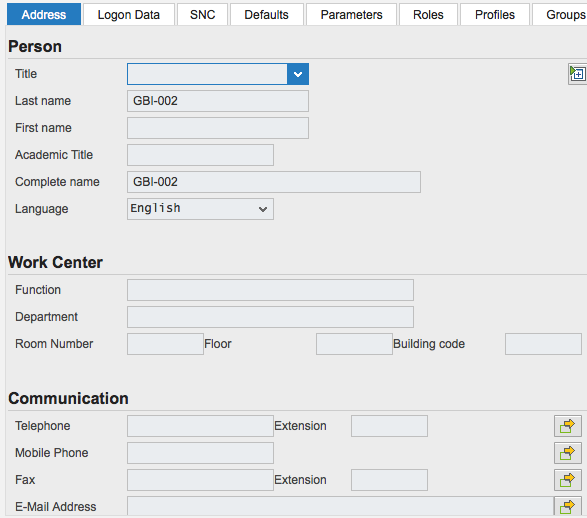 Address Logon Data SNC Defaults Parameters Roles Profiles Groups
Person
Title
Last name GBI-002
First name
Academic Title
Complete name GBI-002
Language English
Work Center
Function
Department
Room Number Floor Building code
Communication
Telephone Extension
Mobile Phone
Fax Extension
E-Mail Address